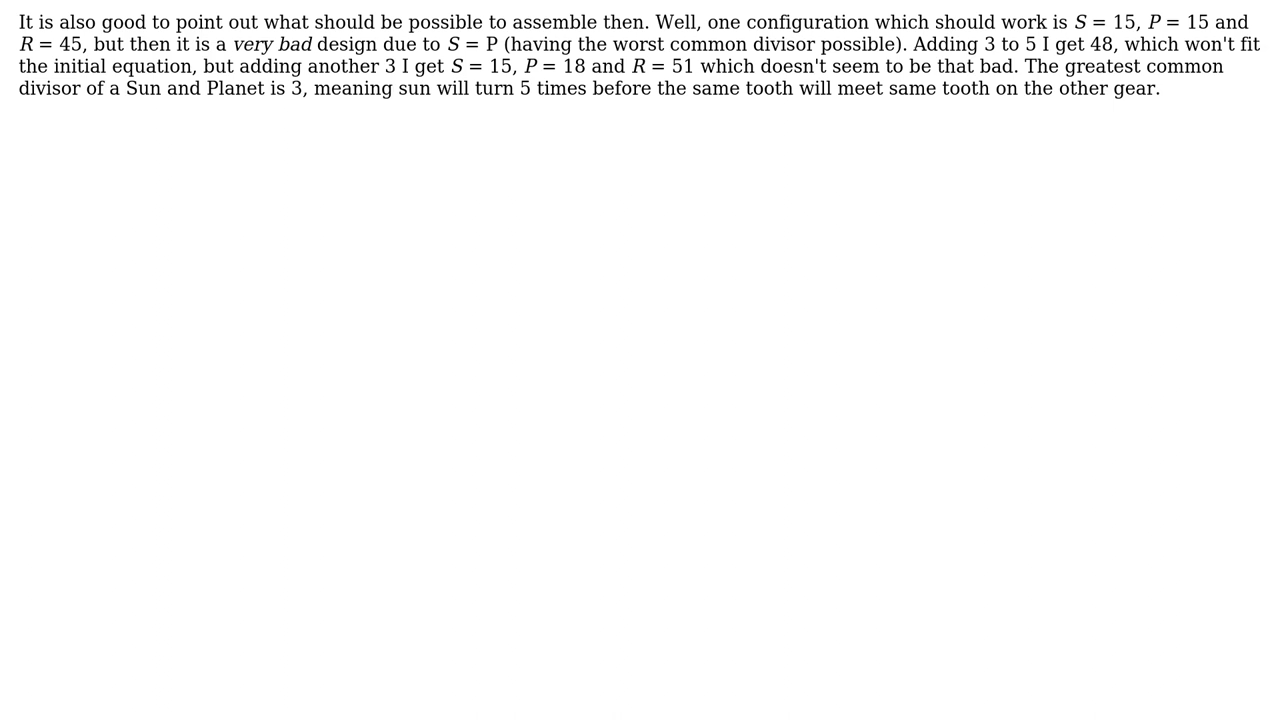 It is also good to point out what should be possible to assemble then. Well, one configuration which should work is S = 15, P = 15 and
R = 45, but then it is a very bad design due to S = P (having the worst common divisor possible). Adding 3 to 5 I get 48, which won't fit
the initial equation, but adding another 3 I get S = 15, P = 18 and R = 51 which doesn't seem to be that bad. The greatest common
divisor of a Sun and Planet is 3, meaning sun will turn 5 times before the same tooth will meet same tooth on the other gear.